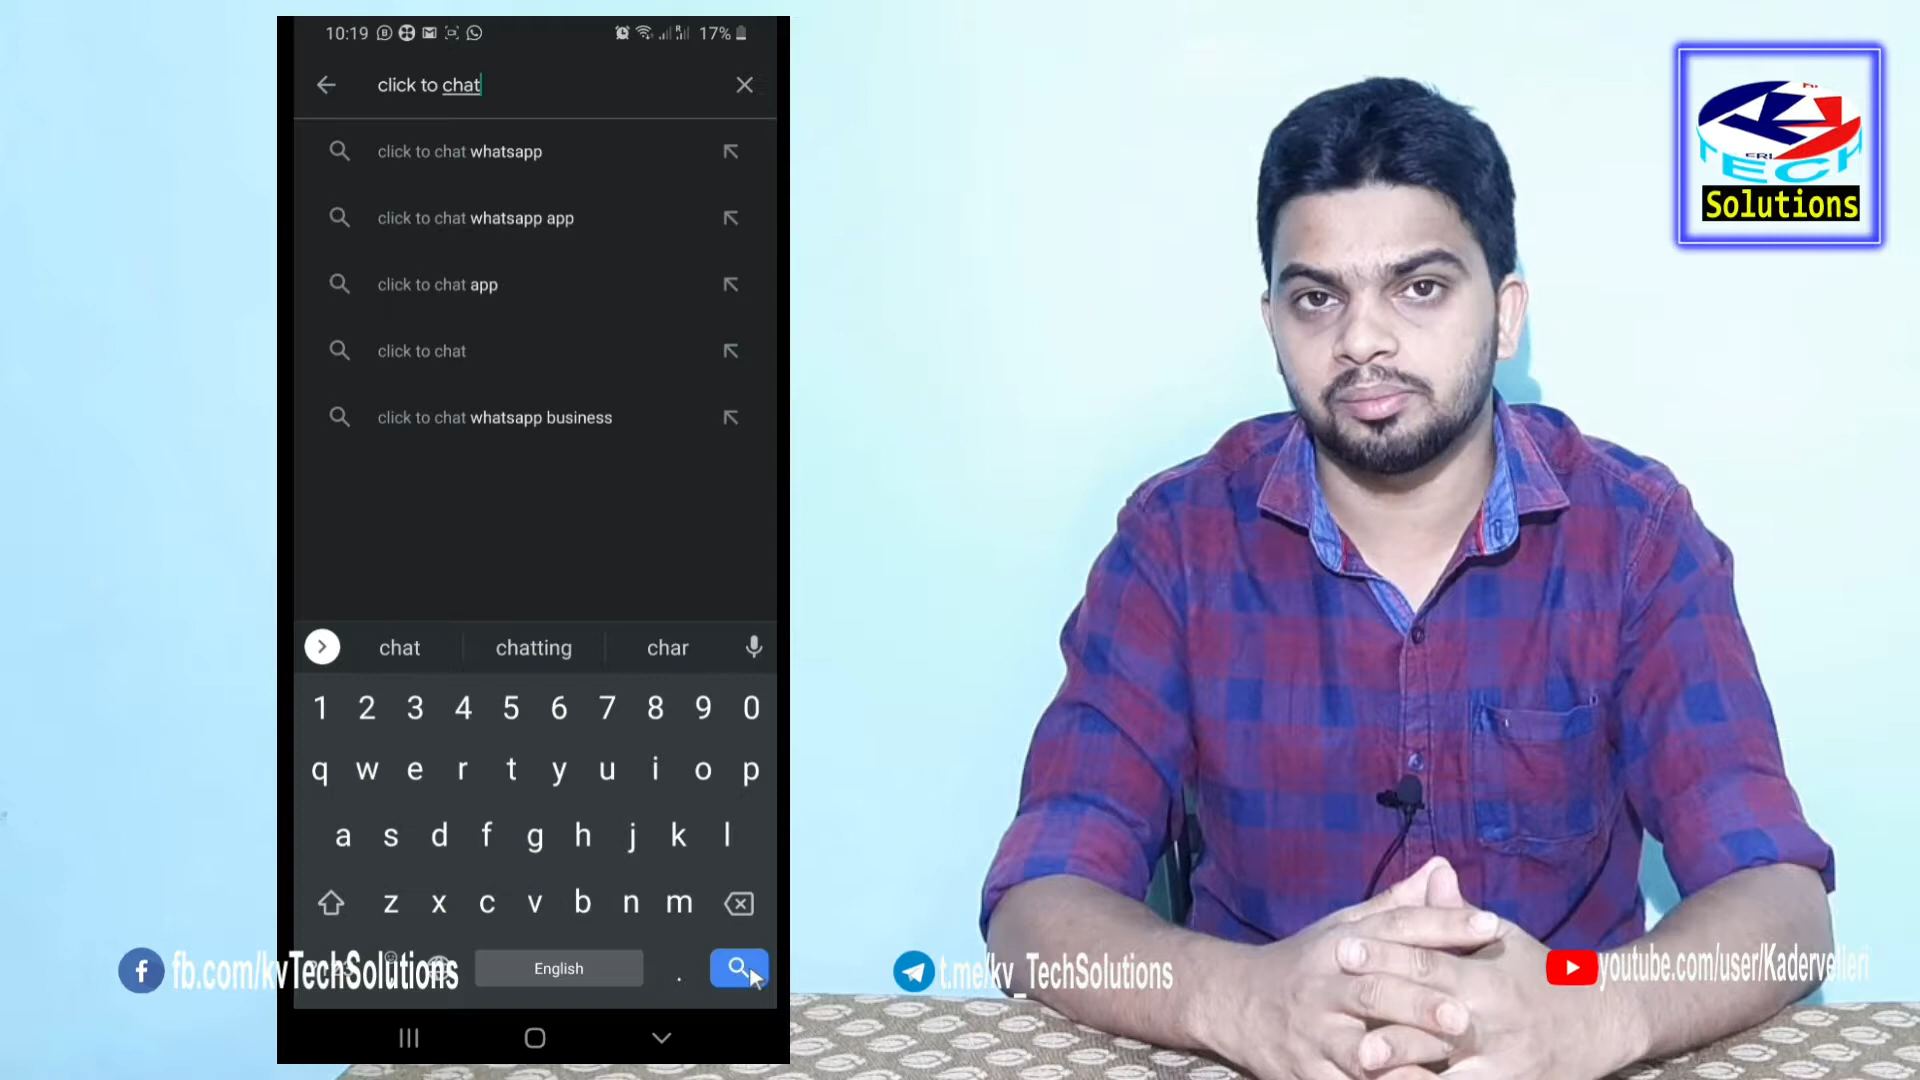 10:19
17%
click to chat
click to chat whatsapp
click to chat whatsapp app
click to chat app
click to chat
click to chat whatsapp business
chat chatting char
1 2 3 4 5 6 7 8 9 0
q w e r t y u i o p
a s d f g h j k l
z x c v b n m
English .
fb.com/kvTechSolutions
t.me/kv_TechSolutions
youtube.com/user/Kadervelleri
TECH
Solutions